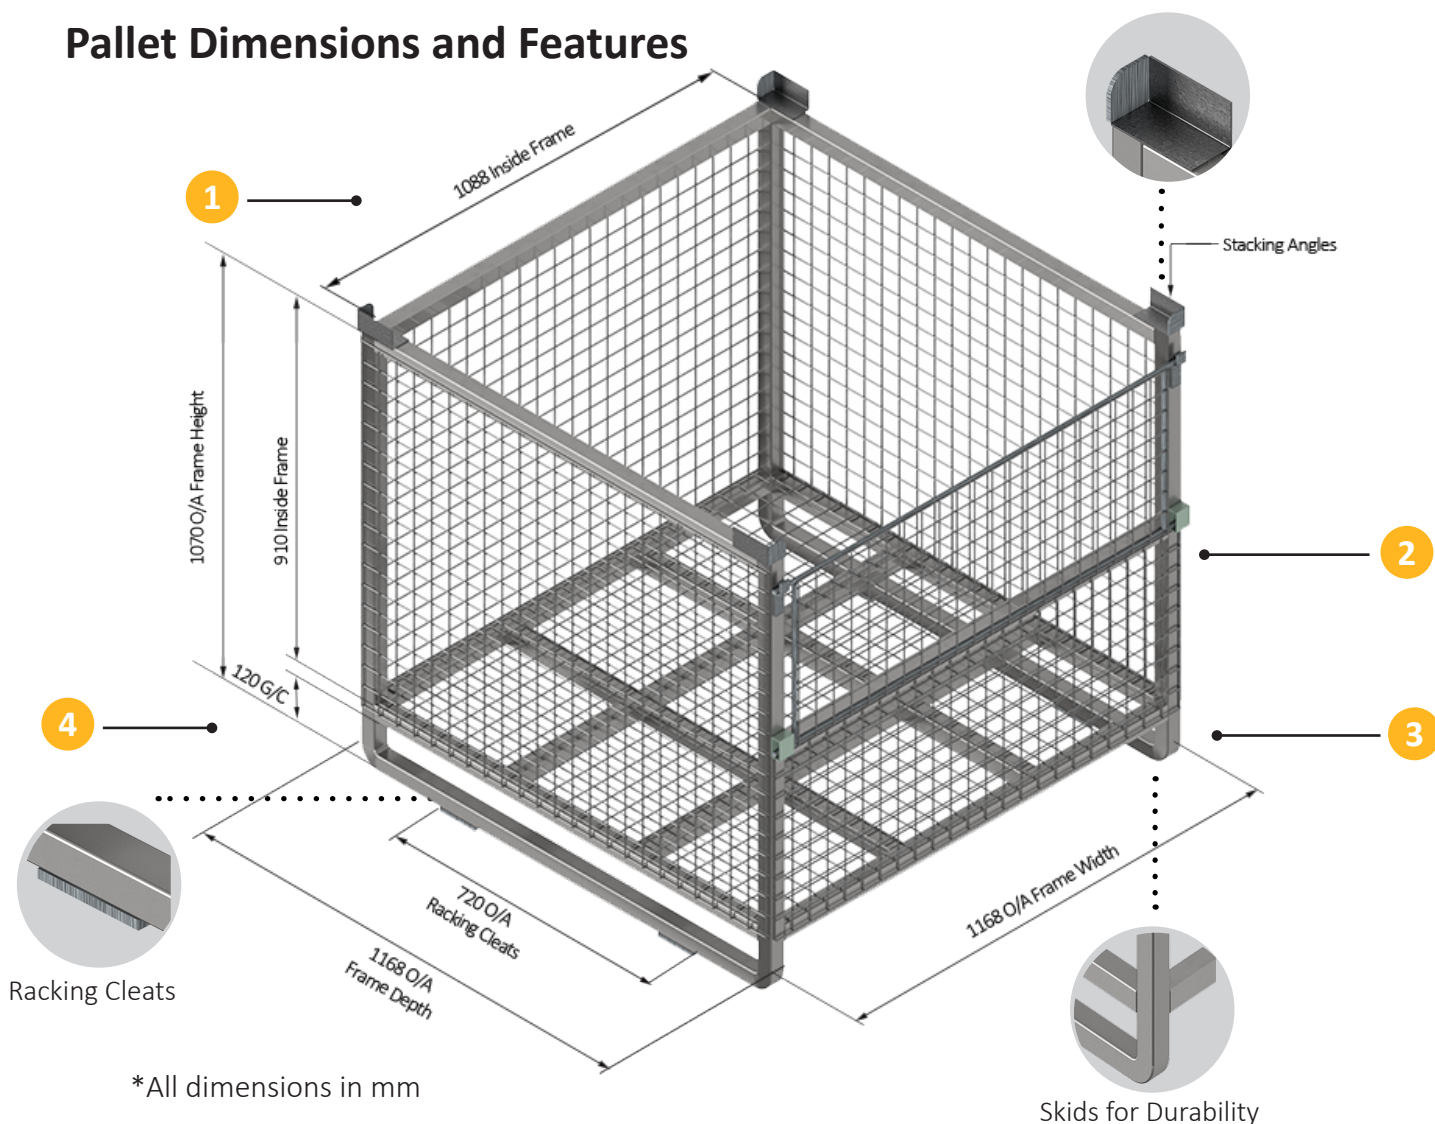 Pallet Dimensions and Features
1088 Inside Frame
1
Stacking Angles
1070 O/A Frame Height
910 Inside Frame
2
120 G/C
4
3
720 O/A
Racking Cleats
1168 O/A Frame Width
1168 O/A
Frame Depth
Racking Cleats
*All dimensions in mm
Skids for Durability